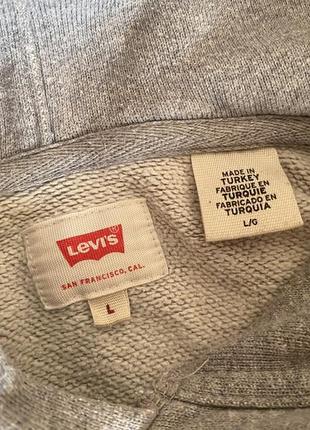 Levi's
SAN FRANCISCO, CAL.
L
MADE IN
TURKEY
FABRIQUE EN
TURQUIE
FABRICADO EN
TURQUIA
L/G